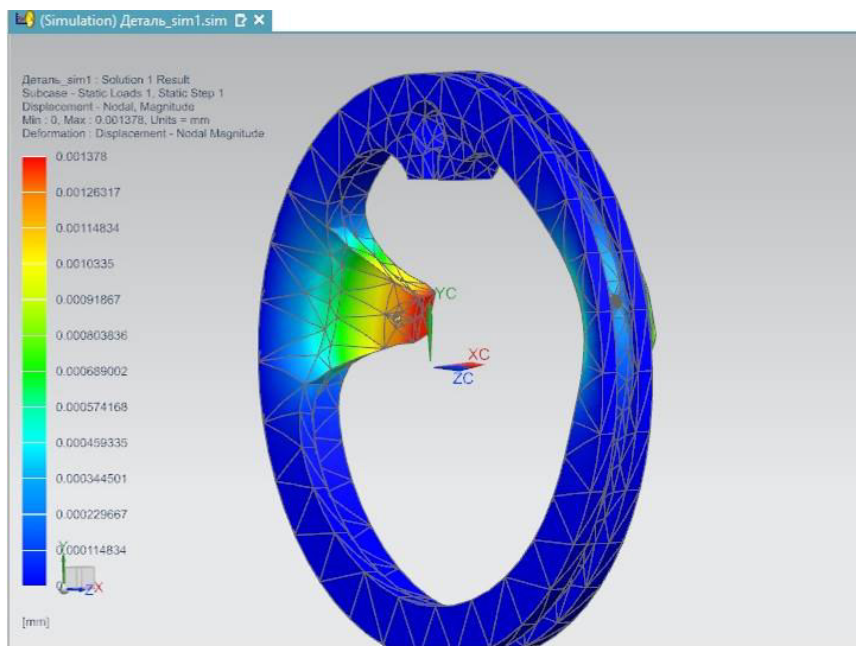 (Simulation) Деталь_sim1.sim
Деталь_sim1 : Solution 1 Result
Subcase - Static Loads 1, Static Step 1
Displacement - Nodal, Magnitude
Min : 0, Max : 0.001378, Units = mm
Deformation : Displacement - Nodal Magnitude
0.001378
0.00126317
0.00114834
0.0010335
0.00091867
0.000803836
0.000689002
0.000574168
0.000459335
0.000344501
0.000229667
0.000114834
0
[mm]
Y
Z
X
YC
XC
ZC